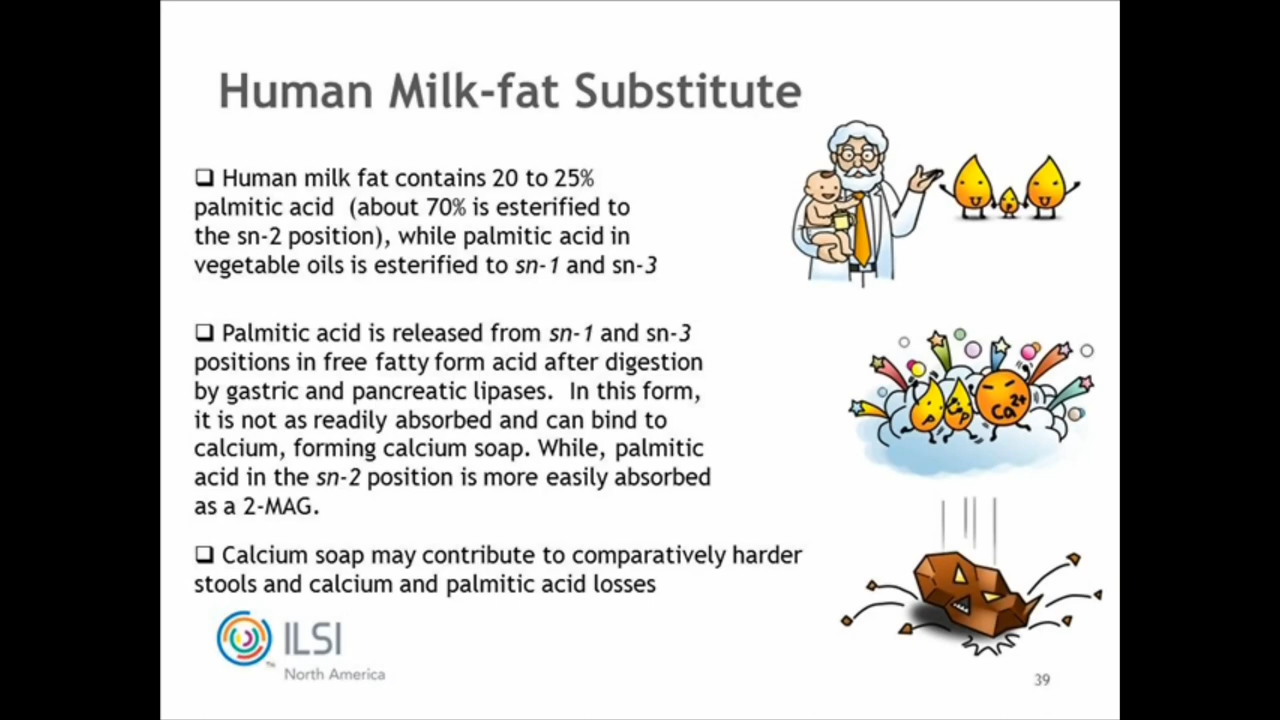 Human Milk-fat Substitute
❑ Human milk fat contains 20 to 25%
palmitic acid (about 70% is esterified to
the sn-2 position), while palmitic acid in
vegetable oils is esterified to sn-1 and sn-3
❑ Palmitic acid is released from sn-1 and sn-3
positions in free fatty form acid after digestion
by gastric and pancreatic lipases. In this form,
it is not as readily absorbed and can bind to
calcium, forming calcium soap. While, palmitic
acid in the sn-2 position is more easily absorbed
as a 2-MAG.
P
P
Ca2+
❑ Calcium soap may contribute to comparatively harder
stools and calcium and palmitic acid losses
ILSI
TM
North America
39